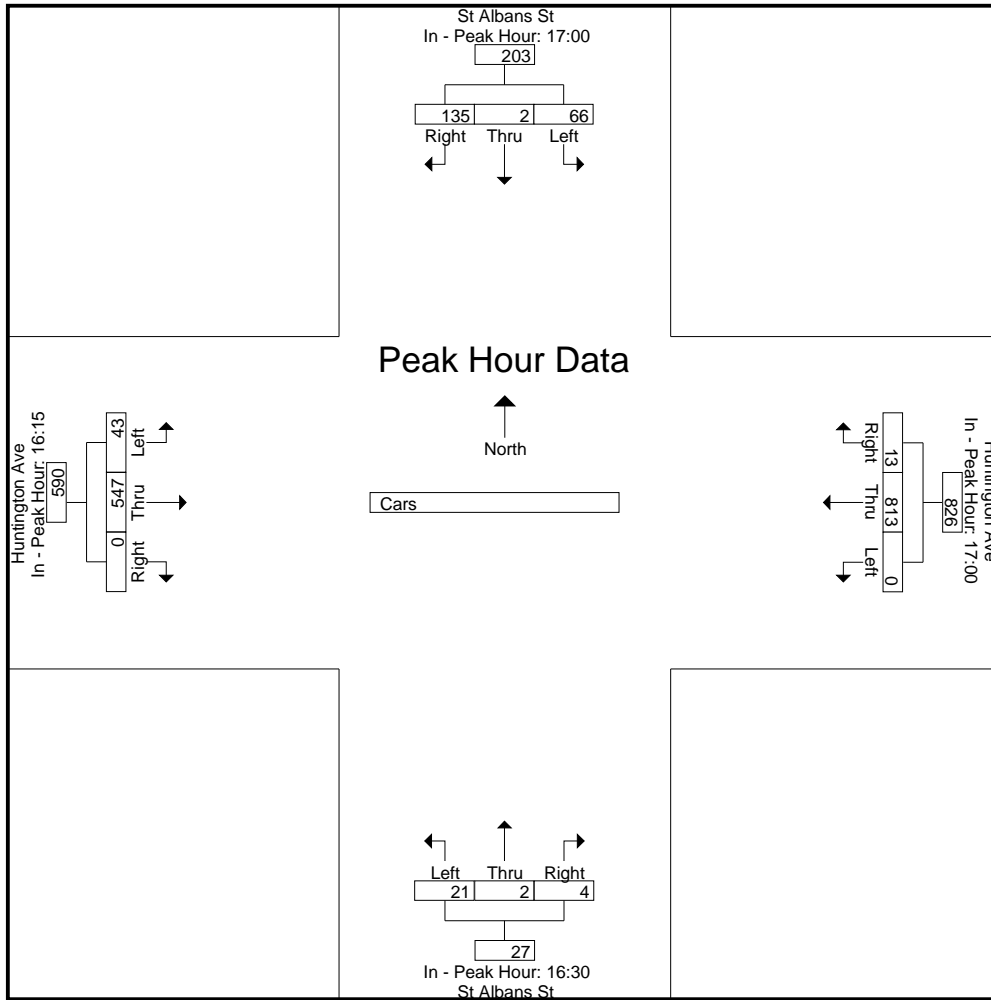 St Albans St
In - Peak Hour: 17:00
203
135 2 66
Right Thru Left
Peak Hour Data
North
Cars
Huntington Ave
In - Peak Hour: 16:15
590
43 547 0
Left Thru Right
Huntington Ave
In - Peak Hour: 17:00
826
13 813 0
Right Thru Left
Left Thru Right
21 2 4
27
In - Peak Hour: 16:30
St Albans St